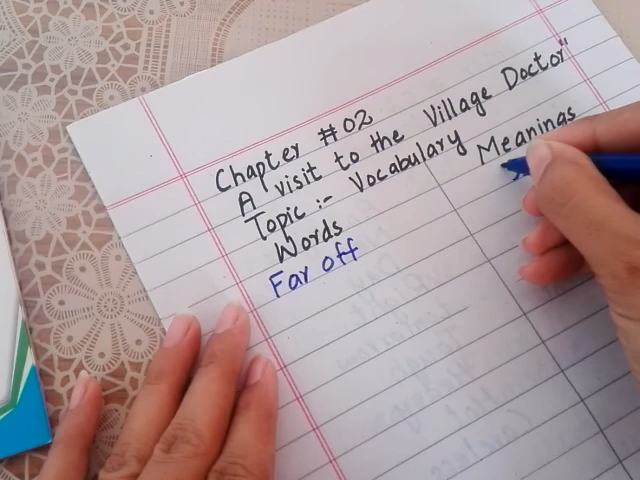 Chapter #02
A visit to the Village Doctor"
Topic :- Vocabulary
Words Meanings
Far off